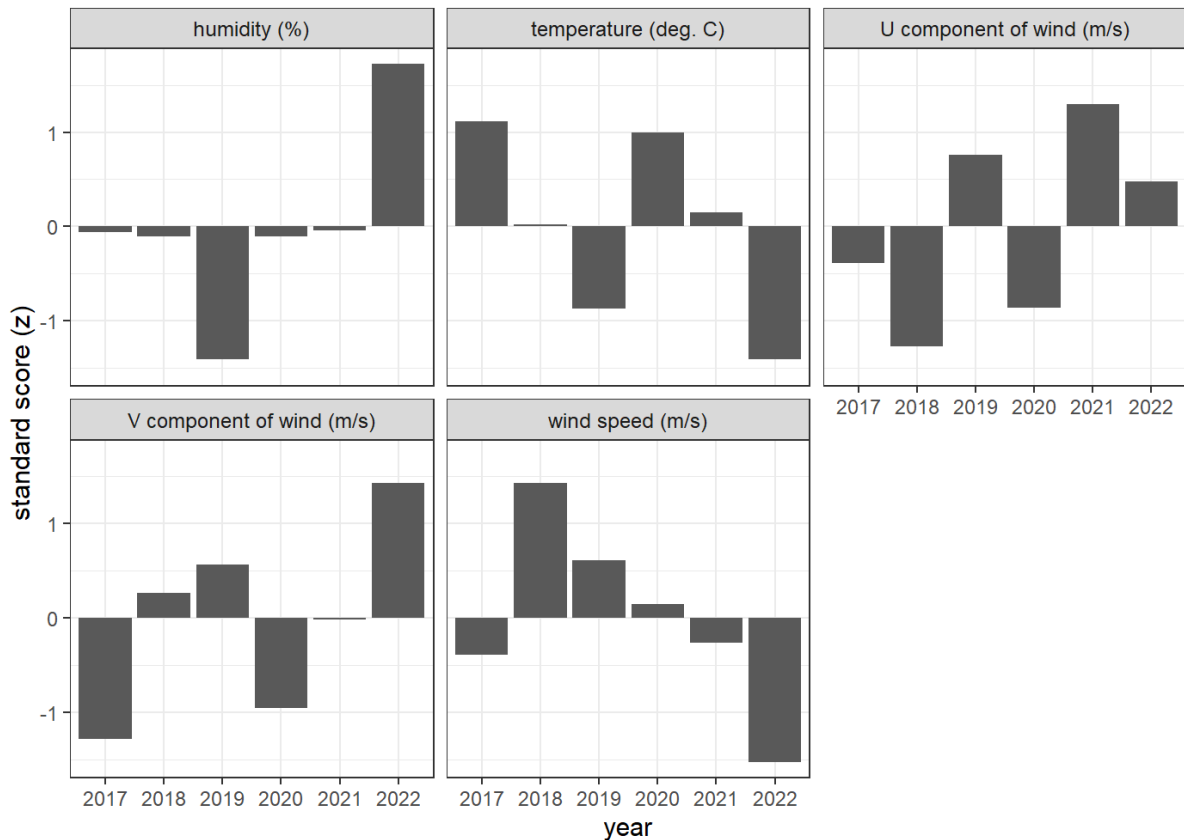 humidity (%)
temperature (deg. C)
U component of wind (m/s)
1
0
-1
2017 2018 2019 2020 2021 2022
V component of wind (m/s)
wind speed (m/s)
1
0
-1
2017 2018 2019 2020 2021 2022
2017 2018 2019 2020 2021 2022
standard score (z)
year